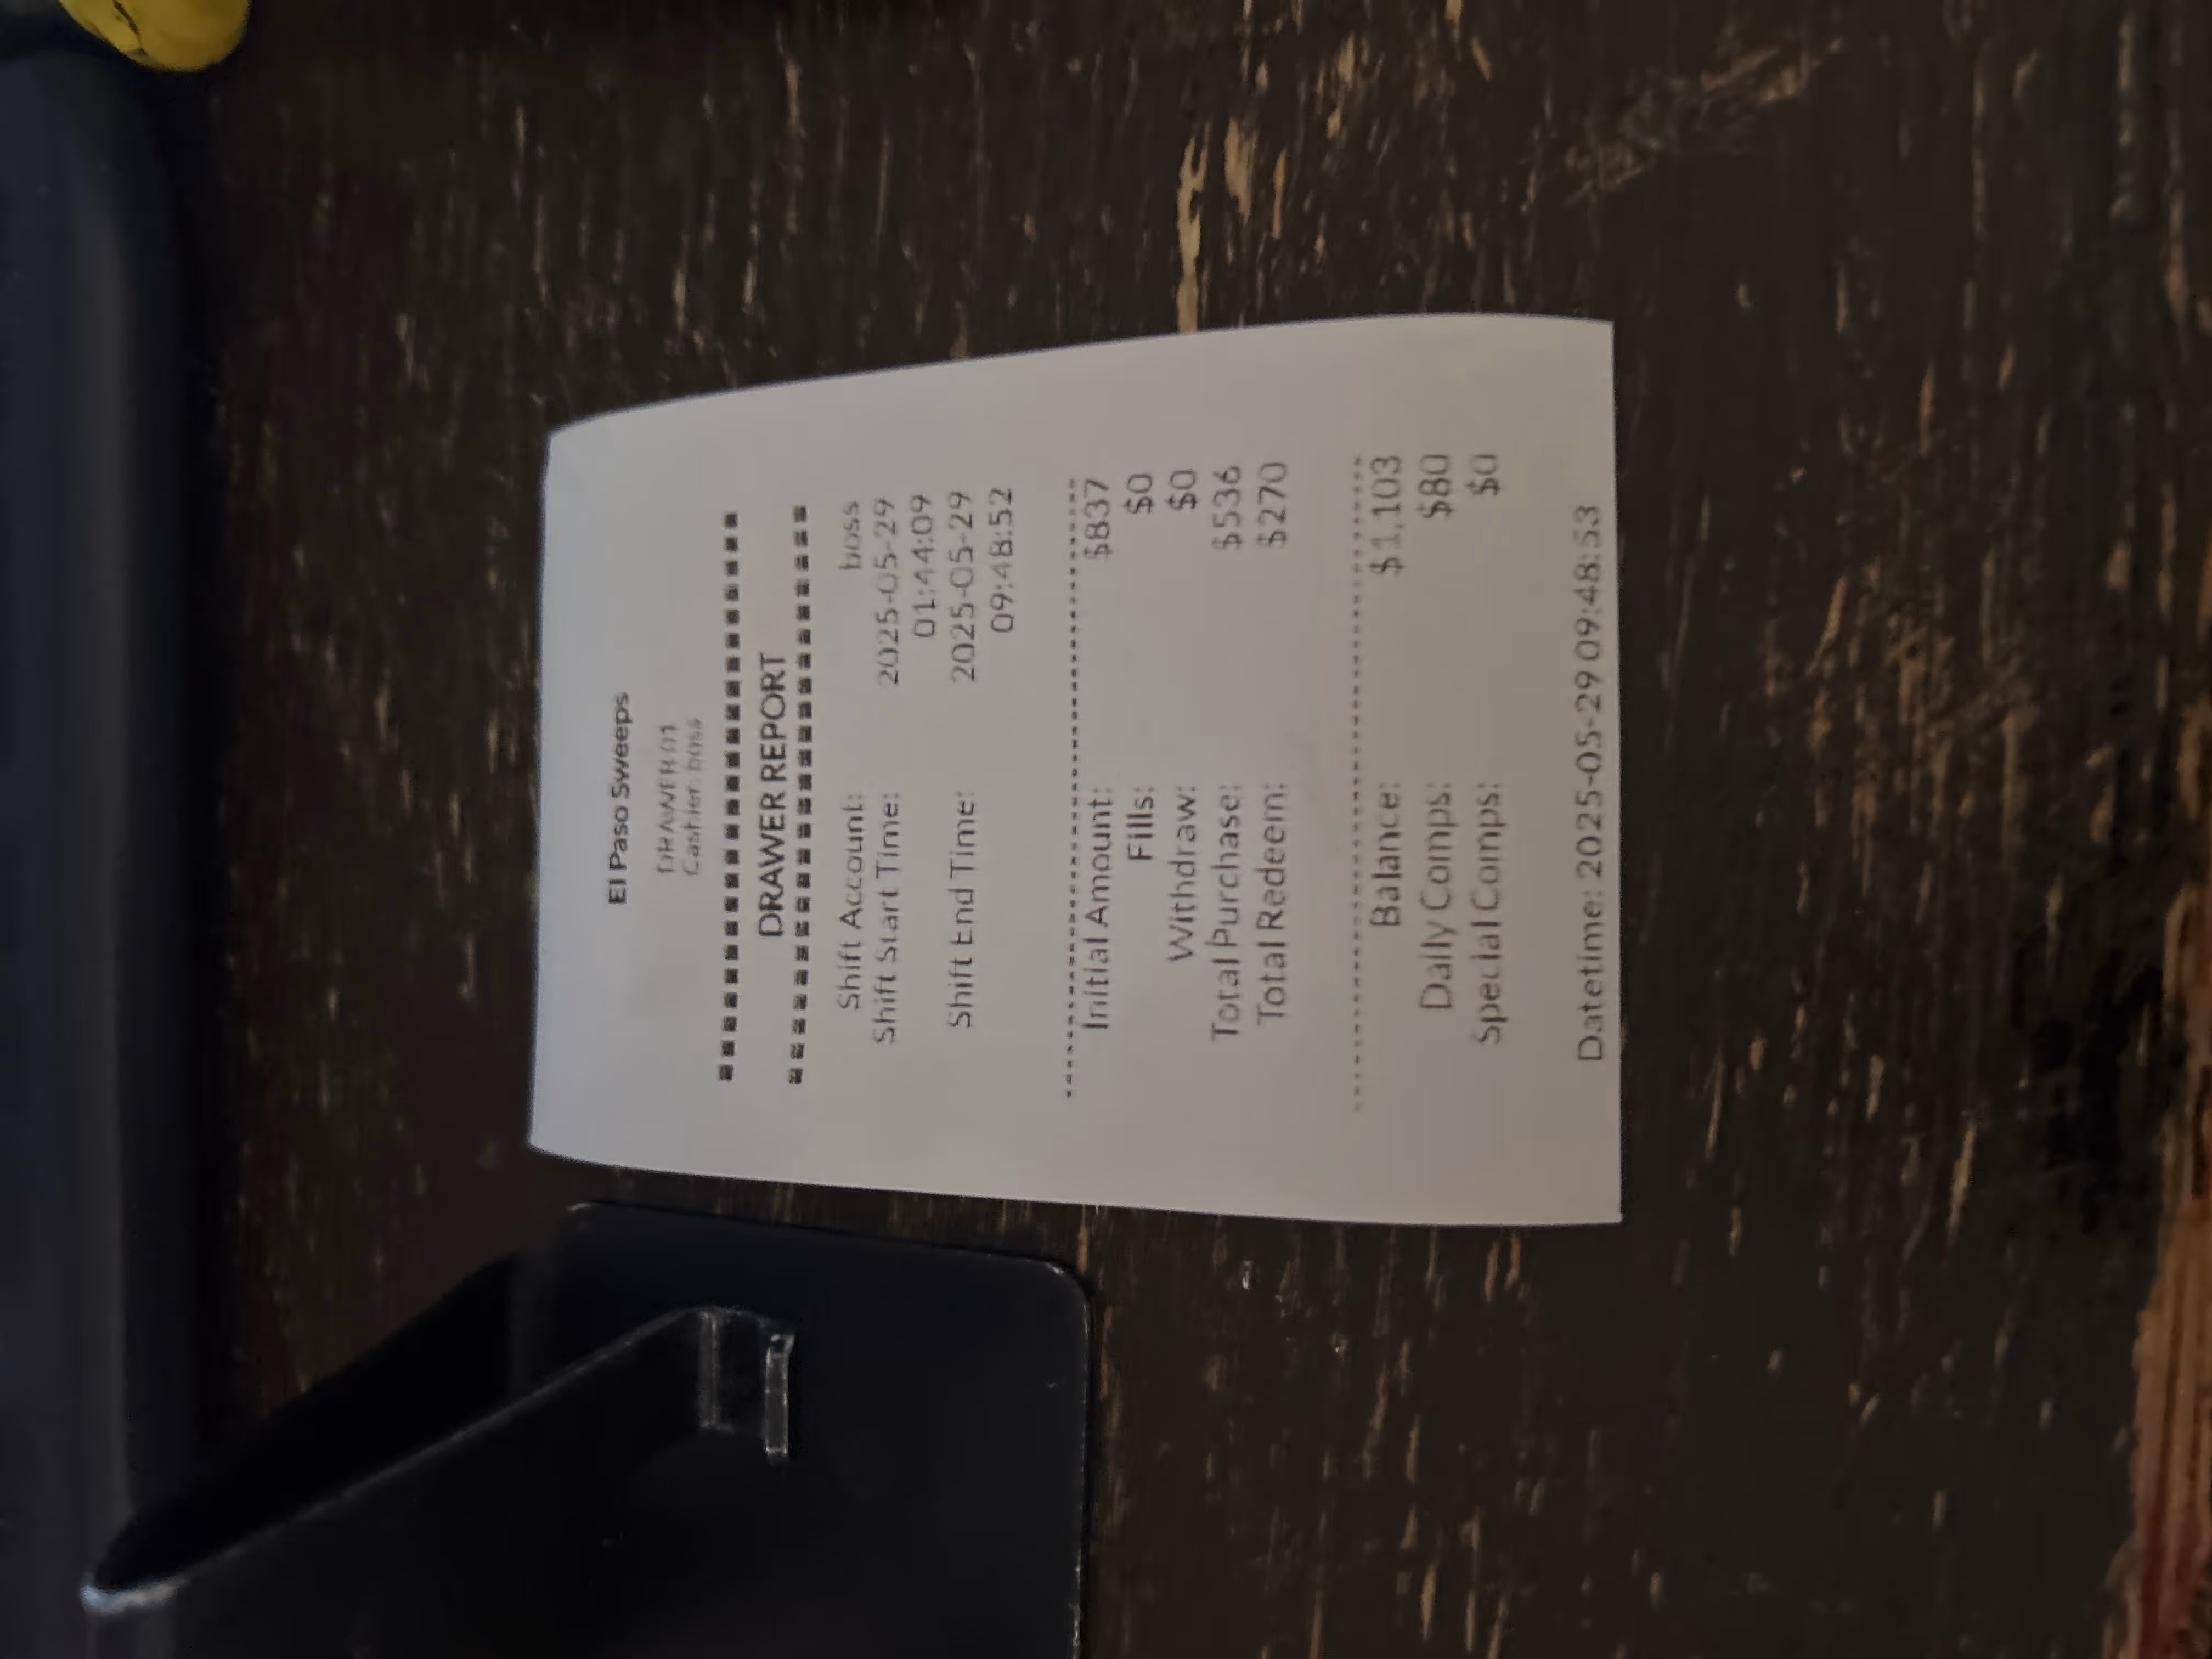 El Paso Sweeps
DRAWER 01
Cashier: boss
DRAWER REPORT
Shift Account: boss
Shift Start Time: 2025-05-29
01:44:09
Shift End Time: 2025-05-29
09:48:52
Initial Amount: $837
Fills: $0
Withdraw: $0
Total Purchase: $536
Total Redeem: $270
Balance: $1,103
Daily Comps: $80
Special Comps: $0
Datetime: 2025-05-29 09:48:53